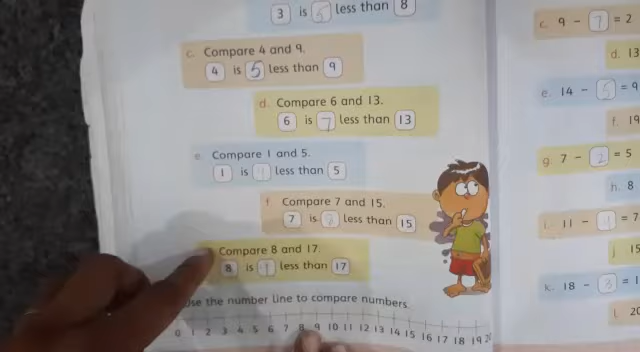 3 is 5 less than 8
c. Compare 4 and 9.
4 is 5 less than 9
d. Compare 6 and 13.
6 is 7 less than 13
e. Compare 1 and 5.
1 is less than 5
f Compare 7 and 15.
7 is less than 15
Compare 8 and 17.
8 is less than 17
Use the number line to compare numbers.
0 1 2 3 4 5 6 7 8 9 10 11 12 13 14 15 16 17 18 19 20
c. 9 - 7 = 2
d. 13
e. 14 - 5 = 9
f. 19
g. 7 - 2 = 5
h. 8
i. 11 - = 7
j 15
k. 18 - 3 = 1
l. 20